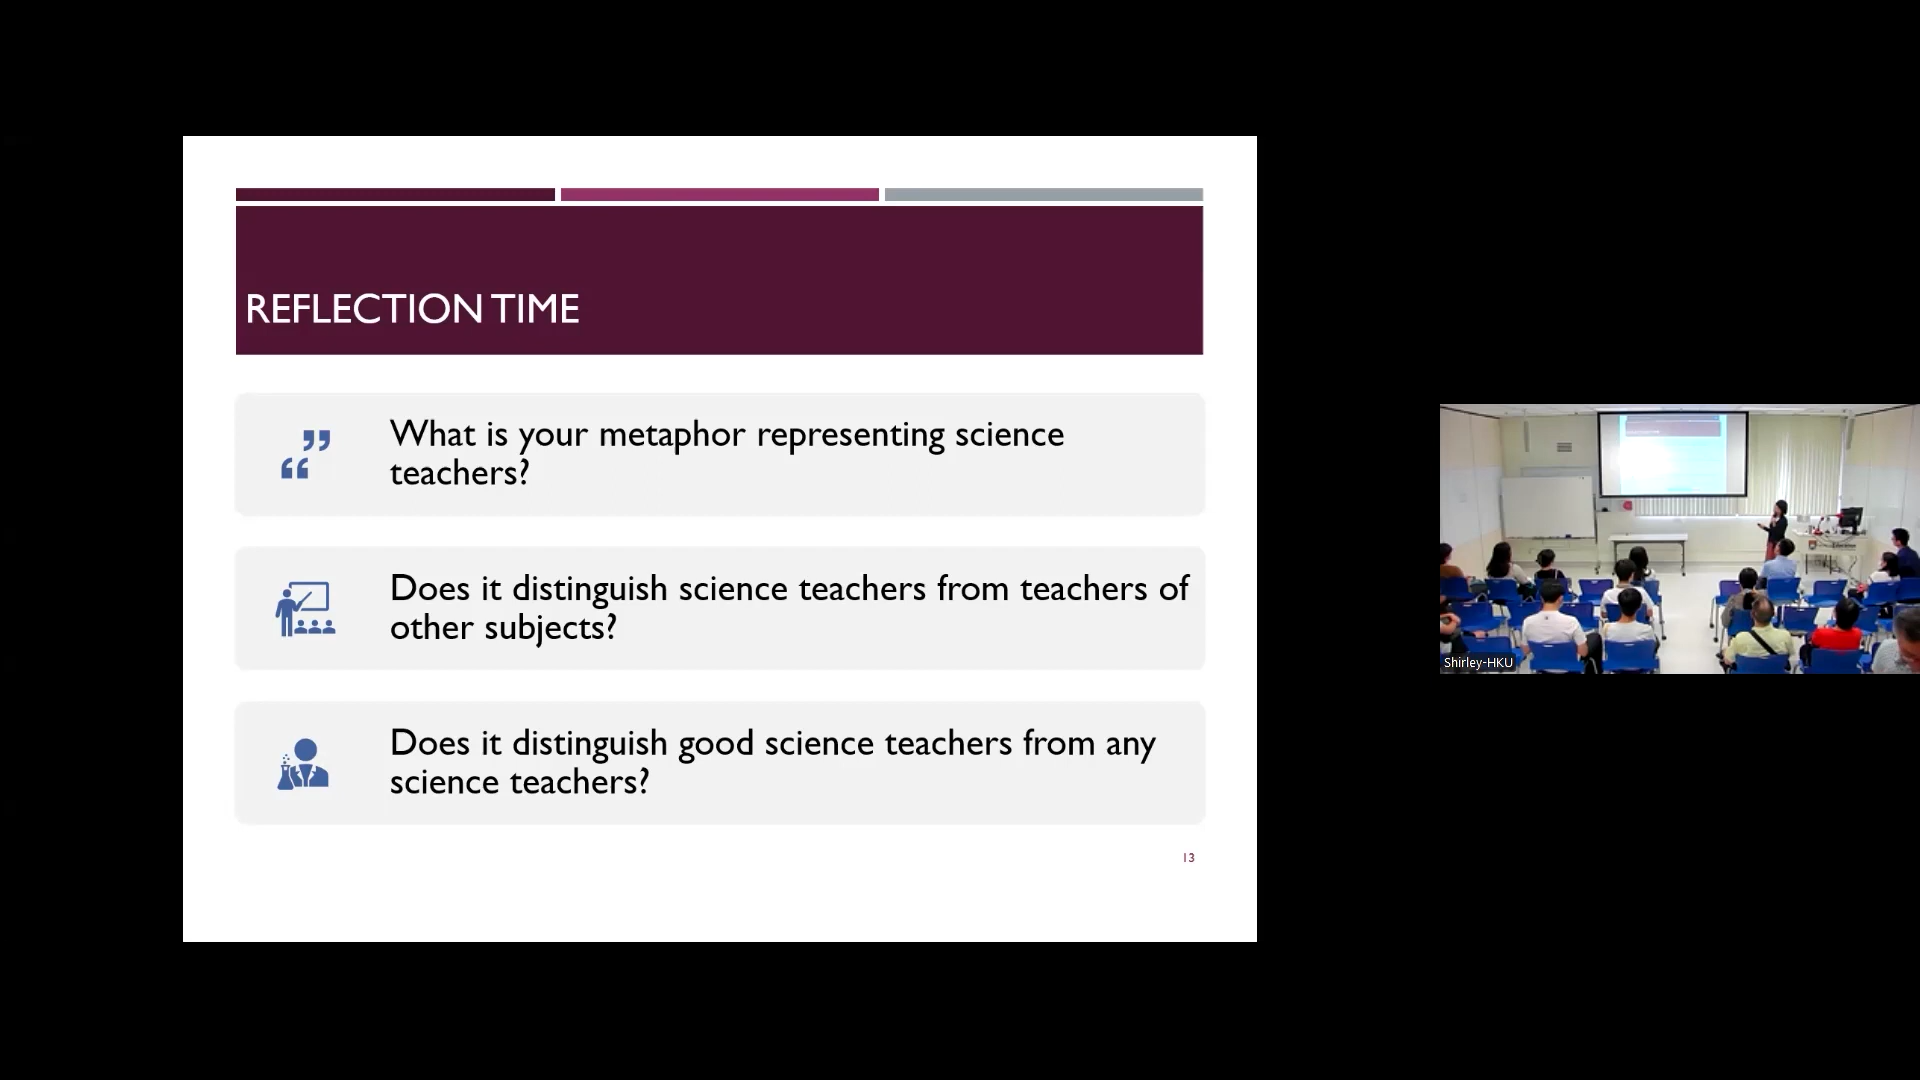 REFLECTION TIME
What is your metaphor representing science
teachers?
Does it distinguish science teachers from teachers of
other subjects?
Does it distinguish good science teachers from any
science teachers?
13
Shirley-HKU